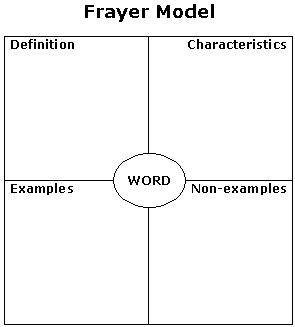 Frayer Model
Definition
Characteristics
WORD
Examples
Non-examples